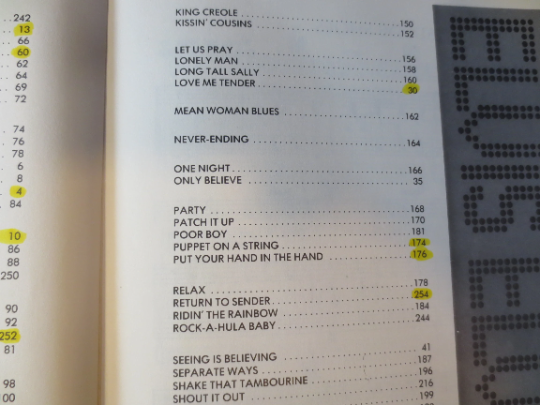 242
13
66
60
62
64
69
72
74
76
78
6
8
4
84
10
86
88
250
90
92
252
81
98
100
KING CREOLE 150
KISSIN' COUSINS 152
LET US PRAY 156
LONELY MAN 158
LONG TALL SALLY 160
LOVE ME TENDER 30
MEAN WOMAN BLUES 162
NEVER-ENDING 164
ONE NIGHT 166
ONLY BELIEVE 35
PARTY 168
PATCH IT UP 170
POOR BOY 181
PUPPET ON A STRING 174
PUT YOUR HAND IN THE HAND 176
RELAX 178
RETURN TO SENDER 254
RIDIN' THE RAINBOW 184
ROCK-A-HULA BABY 244
SEEING IS BELIEVING 41
SEPARATE WAYS 187
SHAKE THAT TAMBOURINE 196
SHOUT IT OUT 216
199
ELVIS